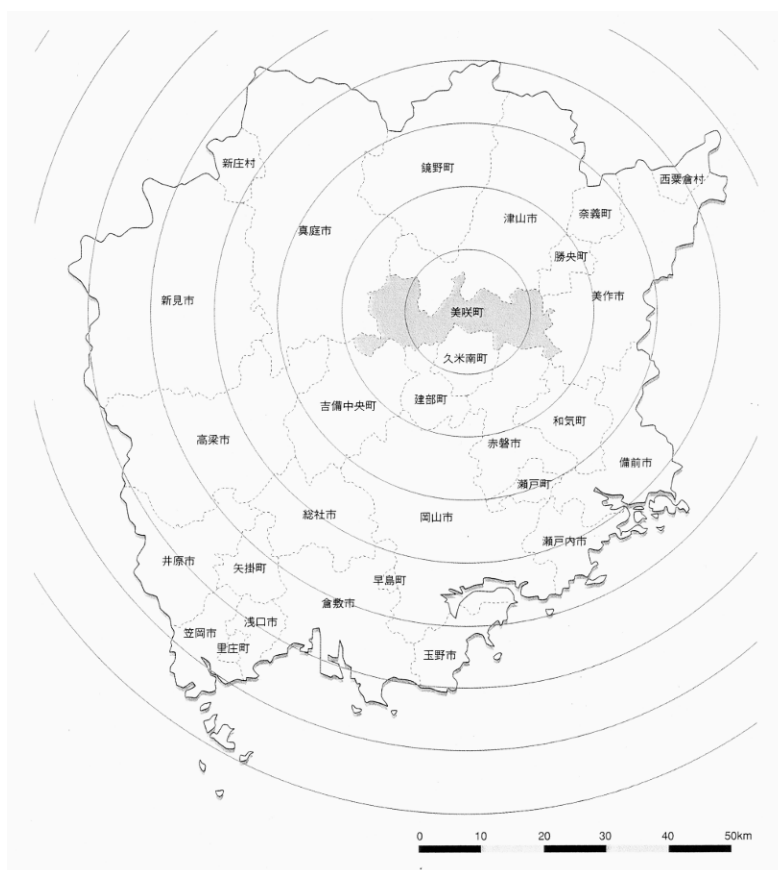 鏡野町
新庄村
西粟倉村
奈義町
津山市
真庭市
勝央町
美作市
新見市
美咲町
久米南町
建部町
吉備中央町
和気町
高梁市
赤磐市
備前市
瀬戸町
総社市
岡山市
瀬戸内市
井原市
矢掛町
早島町
倉敷市
浅口市
笠岡市
里庄町
玉野市
0 10 20 30 40 50km